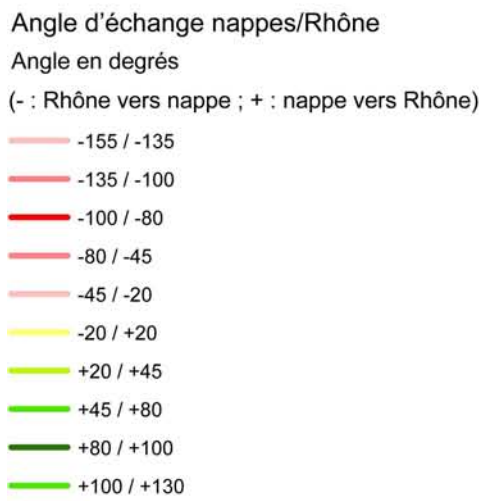 Angle d'échange nappes/Rhône
Angle en degrés
(- : Rhône vers nappe ; + : nappe vers Rhône)
-155 / -135
-135 / -100
-100 / -80
-80 / -45
-45 / -20
-20 / +20
+20 / +45
+45 / +80
+80 / +100
+100 / +130